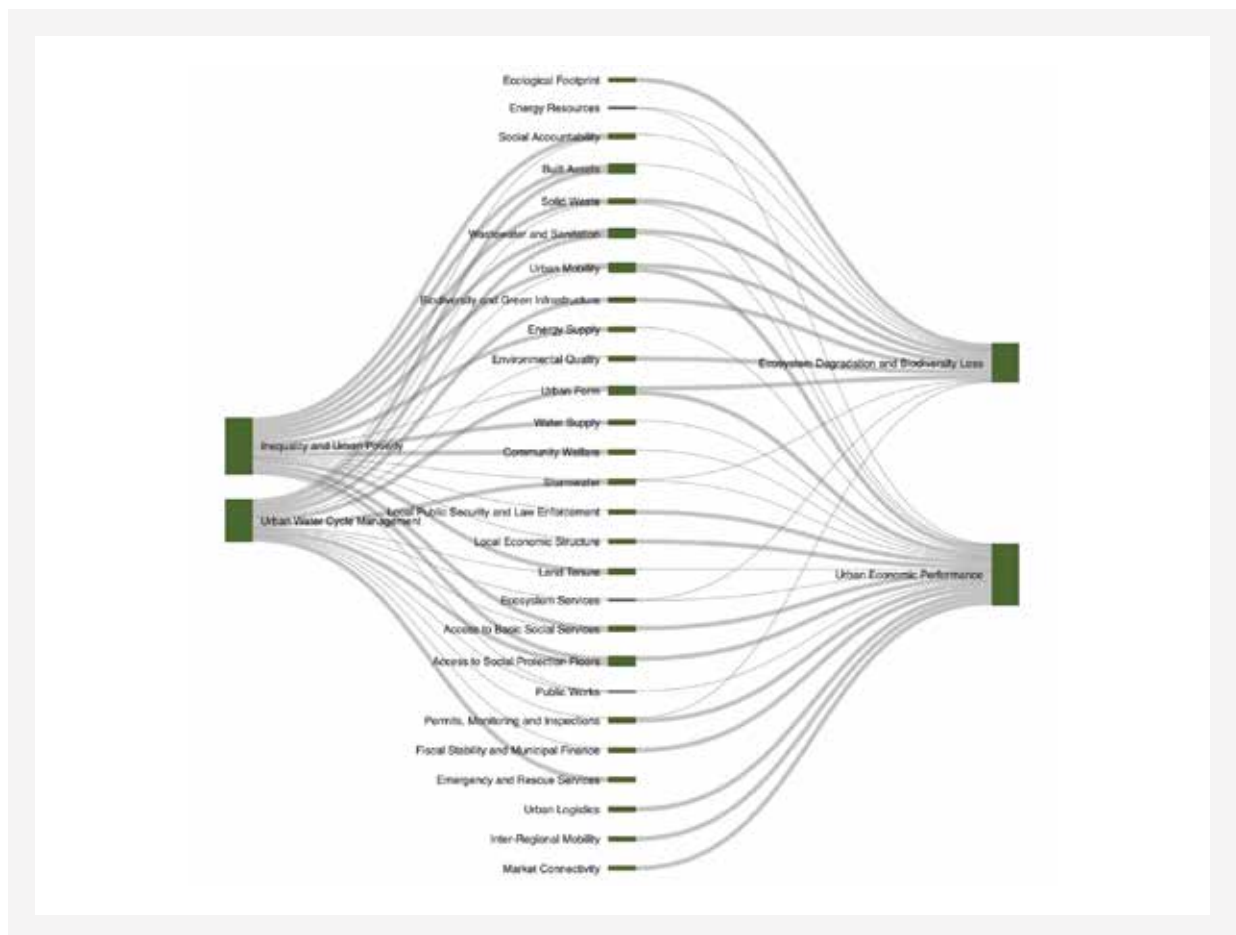 Ecological Footprint
Energy Resources
Social Accountability
Built Assets
Solid Waste
Wastewater and Sanitation
Urban Mobility
Biodiversity and Green Infrastructure
Energy Supply
Environmental Quality
Ecosystem Degradation and Biodiversity Loss
Urban Form
Water Supply
Inequality and Urban Poverty
Community Welfare
Stormwater
Local Public Security and Law Enforcement
Urban Water Cycle Management
Local Economic Structure
Land Tenure
Urban Economic Performance
Ecosystem Services
Access to Basic Social Services
Access to Social Protection Floors
Public Works
Permits, Monitoring and Inspections
Fiscal Stability and Municipal Finance
Emergency and Rescue Services
Urban Logistics
Inter-Regional Mobility
Market Connectivity